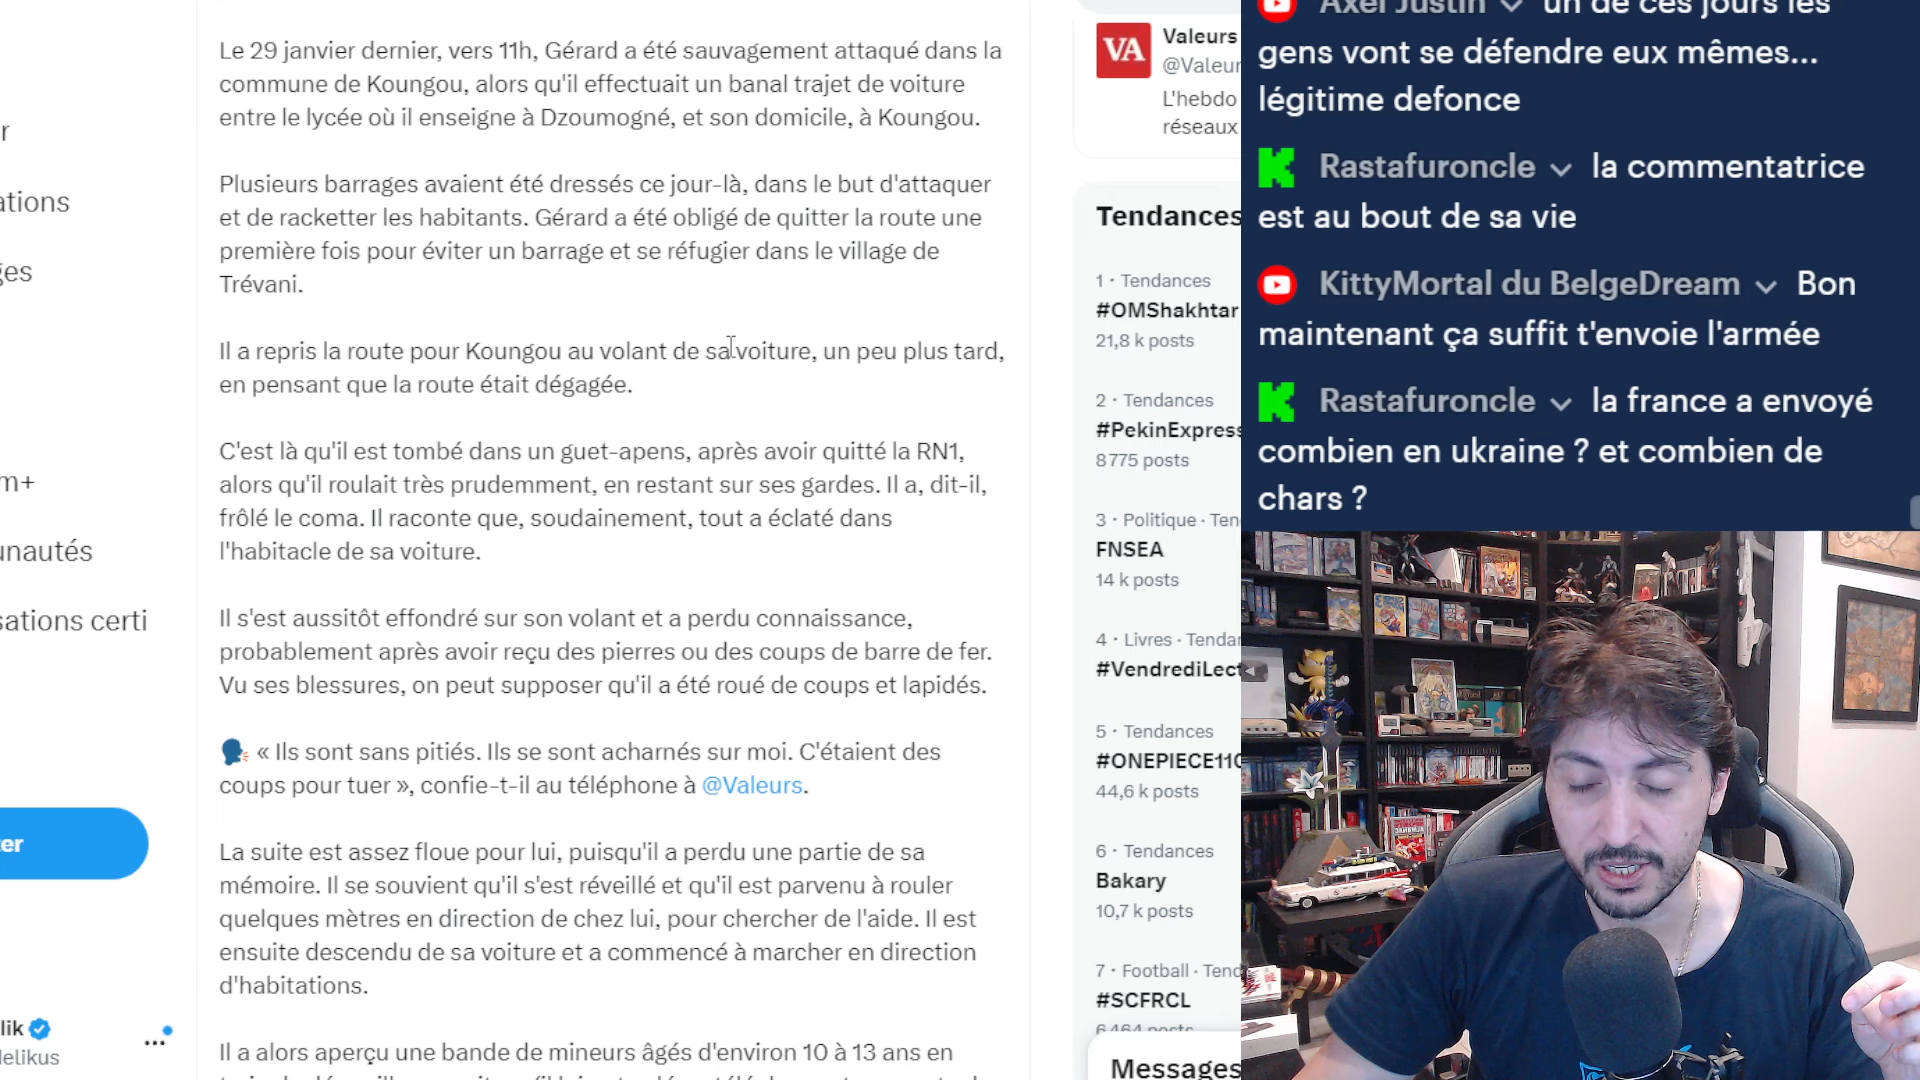 r
ations
ges
m+
unautés
sations certi
er
lik
elikus
Le 29 janvier dernier, vers 11h, Gérard a été sauvagement attaqué dans la
commune de Koungou, alors qu'il effectuait un banal trajet de voiture
entre le lycée où il enseigne à Dzoumogné, et son domicile, à Koungou.
Plusieurs barrages avaient été dressés ce jour-là, dans le but d'attaquer
et de racketter les habitants. Gérard a été obligé de quitter la route une
première fois pour éviter un barrage et se réfugier dans le village de
Trévani.
Il a repris la route pour Koungou au volant de sa voiture, un peu plus tard,
en pensant que la route était dégagée.
C'est là qu'il est tombé dans un guet-apens, après avoir quitté la RN1,
alors qu'il roulait très prudemment, en restant sur ses gardes. Il a, dit-il,
frôlé le coma. Il raconte que, soudainement, tout a éclaté dans
l'habitacle de sa voiture.
Il s'est aussitôt effondré sur son volant et a perdu connaissance,
probablement après avoir reçu des pierres ou des coups de barre de fer.
Vu ses blessures, on peut supposer qu'il a été roué de coups et lapidés.
« Ils sont sans pitiés. Ils se sont acharnés sur moi. C'étaient des
coups pour tuer », confie-t-il au téléphone à @Valeurs.
La suite est assez floue pour lui, puisqu'il a perdu une partie de sa
mémoire. Il se souvient qu'il s'est réveillé et qu'il est parvenu à rouler
quelques mètres en direction de chez lui, pour chercher de l'aide. Il est
ensuite descendu de sa voiture et a commencé à marcher en direction
d'habitations.
Il a alors aperçu une bande de mineurs âgés d'environ 10 à 13 ans en
VA
Valeurs
@Valeur
L'hebdo
réseaux
Tendances
1 · Tendances
#OMShakhtar
21,8 k posts
2 · Tendances
#PekinExpress
8 775 posts
3 · Politique · Ten
FNSEA
14 k posts
4 · Livres · Tendar
#VendrediLect
5 · Tendances
#ONEPIECE110
44,6 k posts
6 · Tendances
Bakary
10,7 k posts
7 · Football · Tend
#SCFRCL
6 464 posts
Messages
Axel Justin un de ces jours les
gens vont se défendre eux mêmes...
légitime defonce
Rastafuroncle la commentatrice
est au bout de sa vie
KittyMortal du BelgeDream Bon
maintenant ça suffit t'envoie l'armée
Rastafuroncle la france a envoyé
combien en ukraine ? et combien de
chars ?